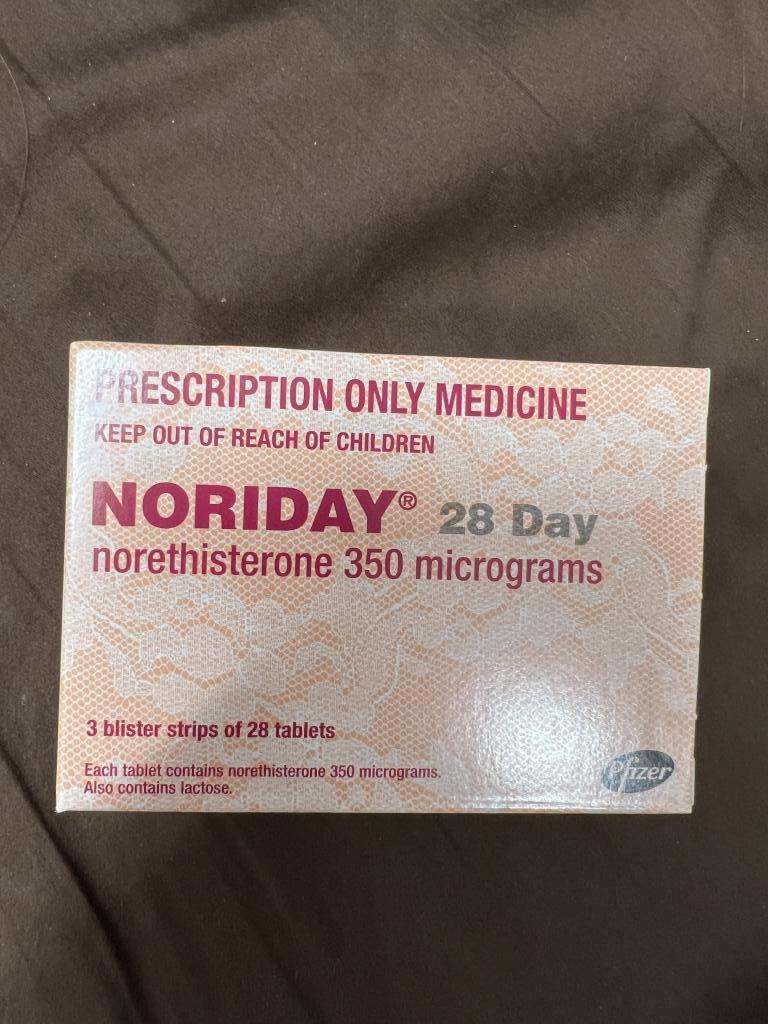 PRESCRIPTION ONLY MEDICINE
KEEP OUT OF REACH OF CHILDREN
NORIDAY® 28 Day
norethisterone 350 micrograms
3 blister strips of 28 tablets
Each tablet contains norethisterone 350 micrograms.
Also contains lactose.
Pfizer